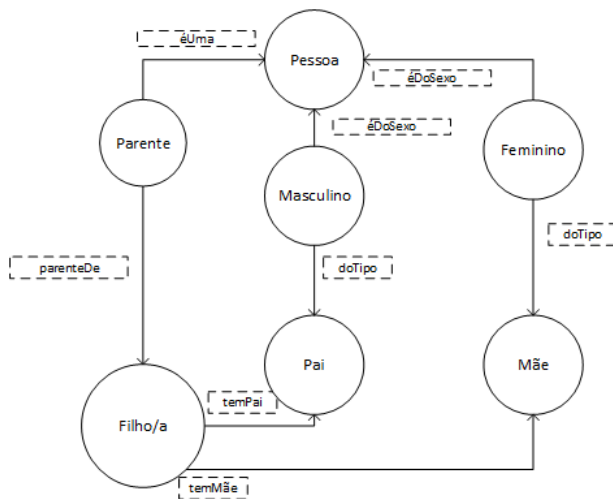 éUma
Pessoa
éDoSexo
éDoSexo
Parente
Feminino
Masculino
doTipo
parenteDe
doTipo
Pai
Mãe
temPai
Filho/a
temMãe